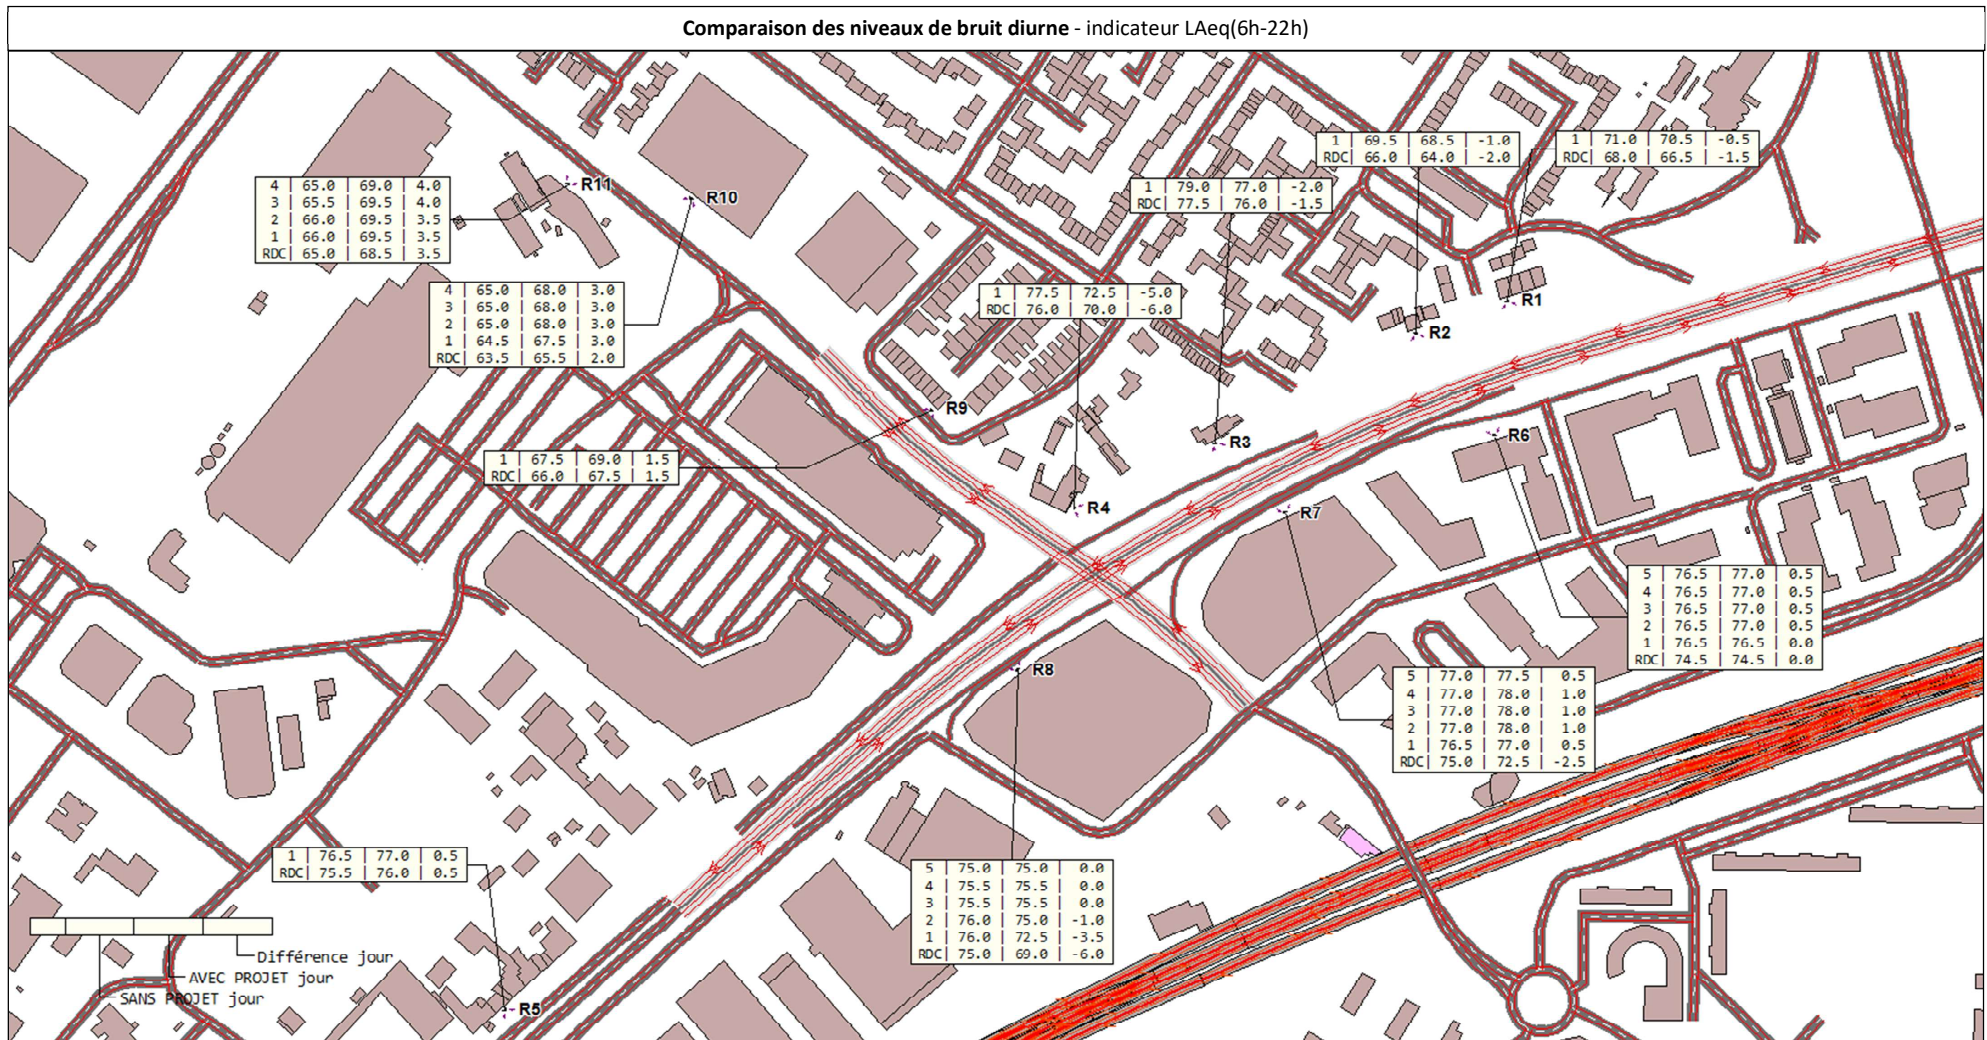 Comparaison des niveaux de bruit diurne - indicateur LAeq(6h-22h)
1 | 69.5 | 68.5 | -1.0
RDC| 66.0 | 64.0 | -2.0
1 | 71.0 | 70.5 | -0.5
RDC| 68.0 | 66.5 | -1.5
4 | 65.0 | 69.0 | 4.0
3 | 65.5 | 69.5 | 4.0
2 | 66.0 | 69.5 | 3.5
1 | 66.0 | 69.5 | 3.5
RDC| 65.0 | 68.5 | 3.5
R11
R10
1 | 79.0 | 77.0 | -2.0
RDC| 77.5 | 76.0 | -1.5
4 | 65.0 | 68.0 | 3.0
3 | 65.0 | 68.0 | 3.0
2 | 65.0 | 68.0 | 3.0
1 | 64.5 | 67.5 | 3.0
RDC| 63.5 | 65.5 | 2.0
1 | 77.5 | 72.5 | -5.0
RDC| 76.0 | 70.0 | -6.0
R1
R2
R9
R3
R6
1 | 67.5 | 69.0 | 1.5
RDC| 66.0 | 67.5 | 1.5
R4
R7
5 | 76.5 | 77.0 | 0.5
4 | 76.5 | 77.0 | 0.5
3 | 76.5 | 77.0 | 0.5
2 | 76.5 | 77.0 | 0.5
1 | 76.5 | 76.5 | 0.0
RDC| 74.5 | 74.5 | 0.0
R8
5 | 77.0 | 77.5 | 0.5
4 | 77.0 | 78.0 | 1.0
3 | 77.0 | 78.0 | 1.0
2 | 77.0 | 78.0 | 1.0
1 | 76.5 | 77.0 | 0.5
RDC| 75.0 | 72.5 | -2.5
1 | 76.5 | 77.0 | 0.5
RDC| 75.5 | 76.0 | 0.5
5 | 75.0 | 75.0 | 0.0
4 | 75.5 | 75.5 | 0.0
3 | 75.5 | 75.5 | 0.0
2 | 76.0 | 75.0 | -1.0
1 | 76.0 | 72.5 | -3.5
RDC| 75.0 | 69.0 | -6.0
Différence jour
AVEC PROJET jour
SANS PROJET jour
R5